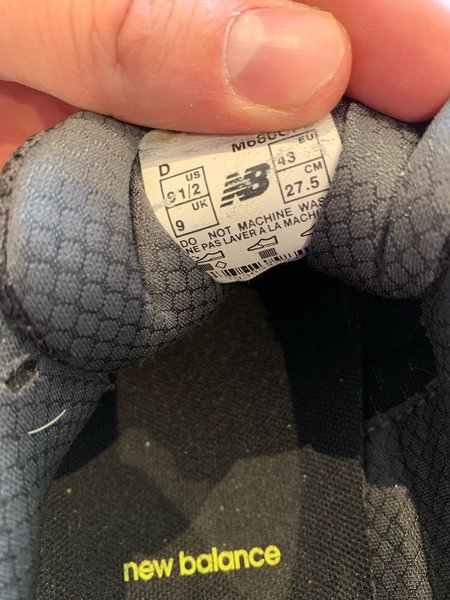 D
US
9 1/2
UK
9
NB
EU
43
CM
27.5
DO NOT MACHINE WAS
NE PAS LAVER A LA MACHI
new balance